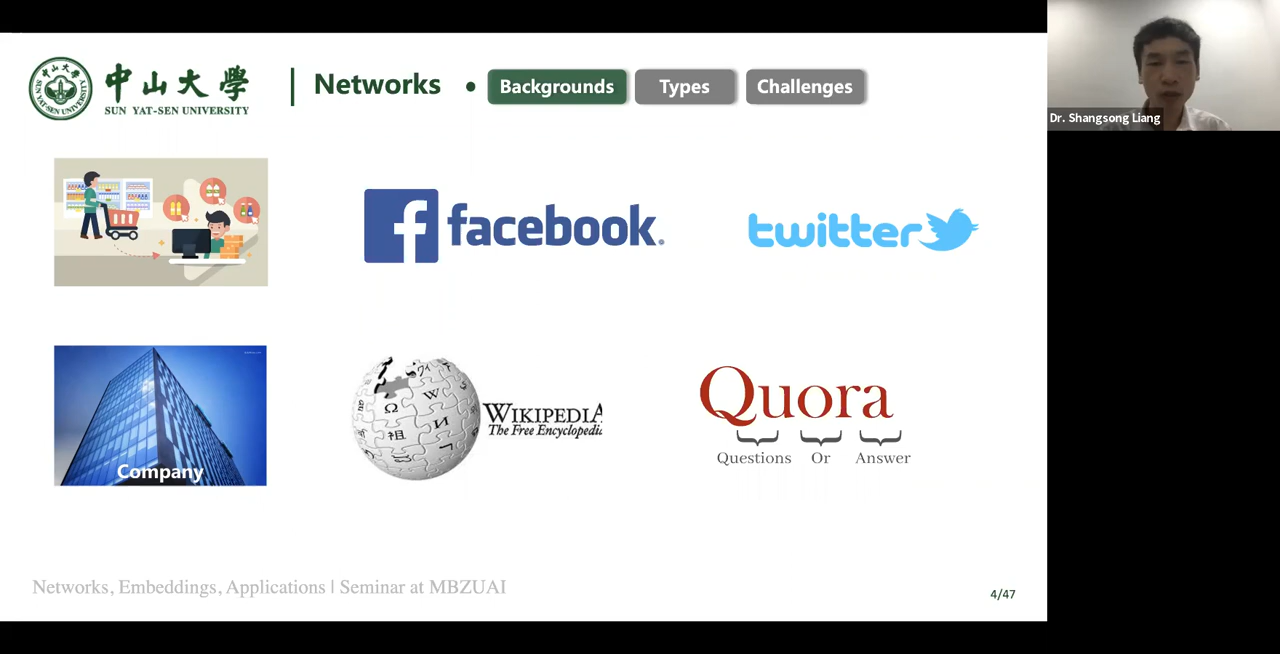 中山大學
SUN YAT-SEN UNIVERSITY
Networks • Backgrounds Types Challenges
Dr. Shangsong Liang
facebook.
twitter
Company
WIKIPEDIA
The Free Encyclopedia
Quora
Questions Or Answer
Networks, Embeddings, Applications | Seminar at MBZUAI
4/47